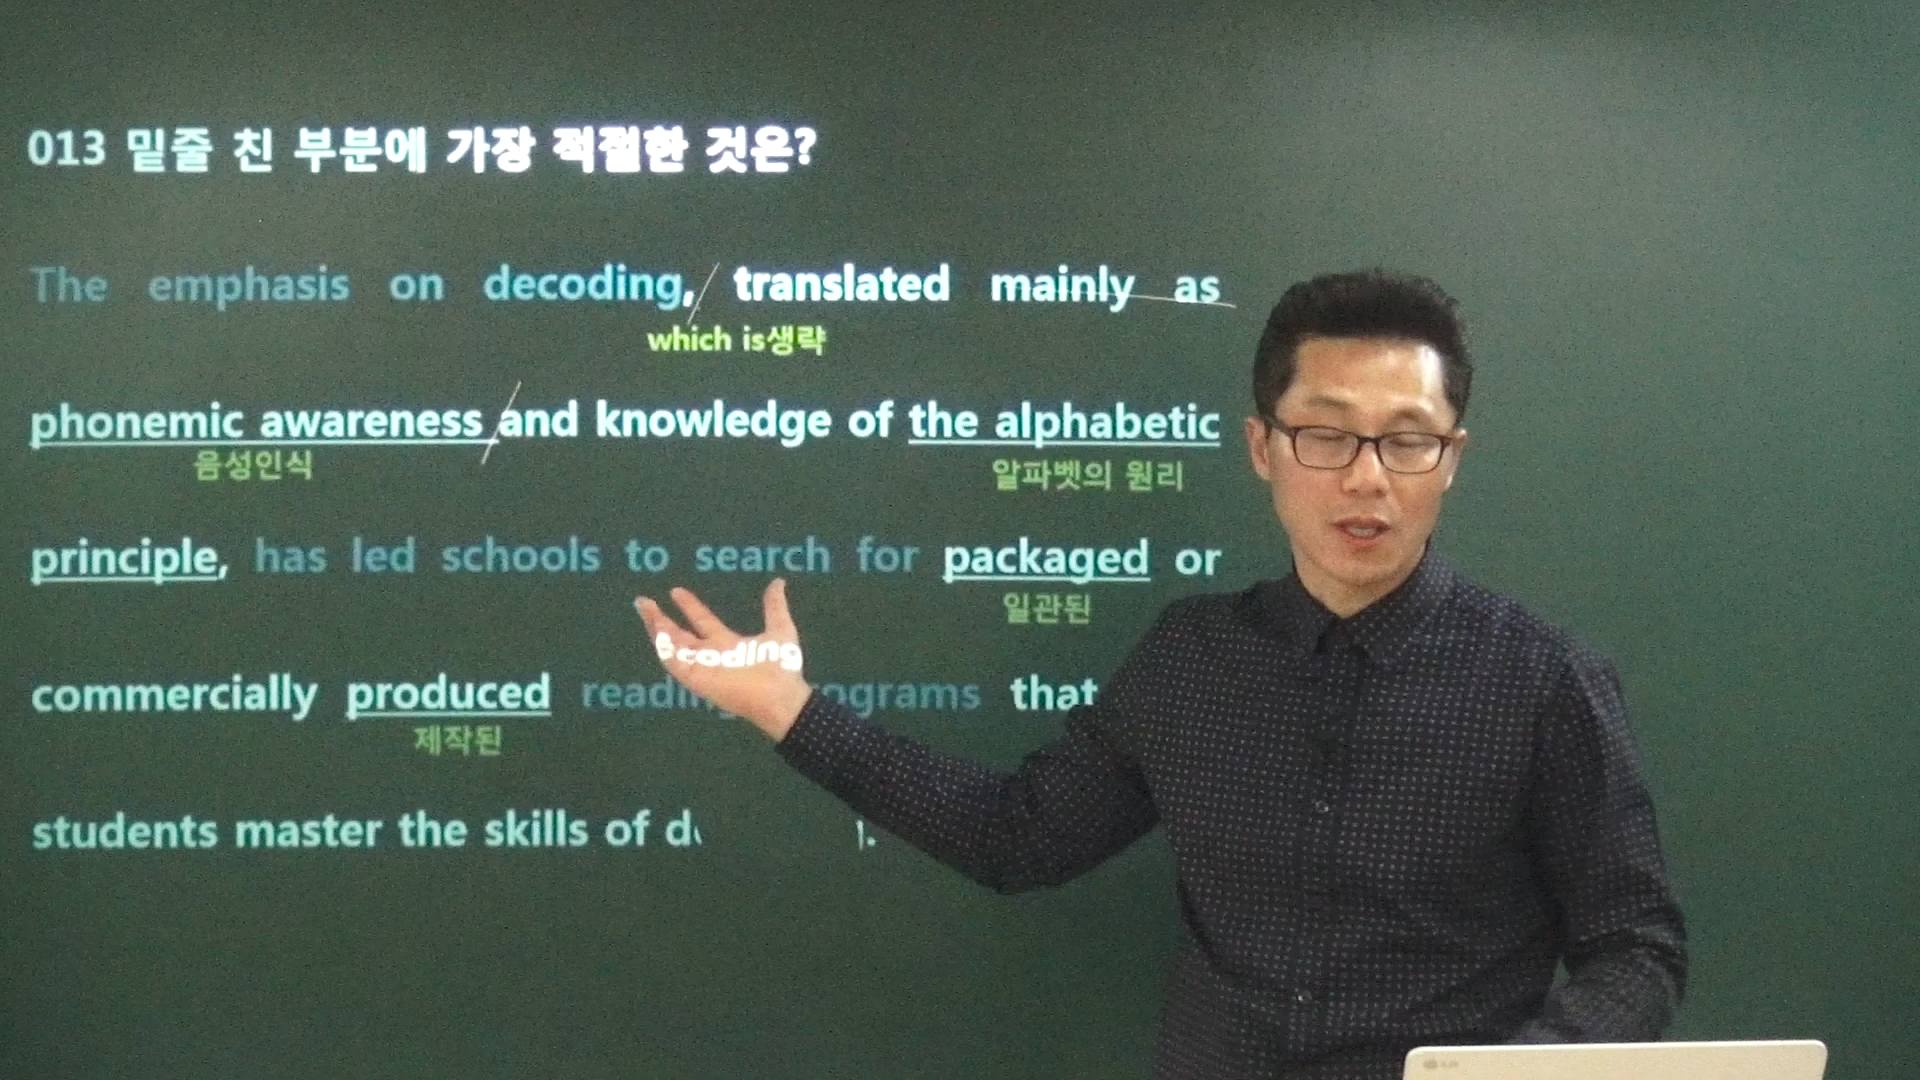 013 밑줄 친 부분에 가장 적절한 것은?
The emphasis on decoding, translated mainly as
which is생략
phonemic awareness and knowledge of the alphabetic
음성인식 알파벳의 원리
principle, has led schools to search for packaged or
일관된
commercially produced reading programs that
제작된
students master the skills of decoding.